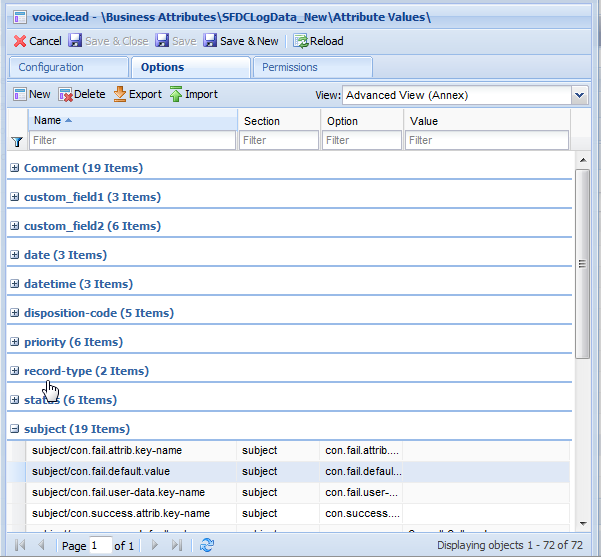 voice.lead - \Business Attributes\SFDCLogData_New\Attribute Values\
Cancel Save & Close Save Save & New Reload
Configuration Options Permissions
New Delete Export Import View: Advanced View (Annex)
Name Section Option Value
Filter Filter Filter Filter
Comment (19 Items)
custom_field1 (3 Items)
custom_field2 (6 Items)
date (3 Items)
datetime (3 Items)
disposition-code (5 Items)
priority (6 Items)
record-type (2 Items)
status (6 Items)
subject (19 Items)
subject/con.fail.attrib.key-name subject con.fail.attrib....
subject/con.fail.default.value subject con.fail.defaul...
subject/con.fail.user-data.key-name subject con.fail.user-...
subject/con.success.attrib.key-name subject con.success....
Page 1 of 1 Displaying objects 1 - 72 of 72